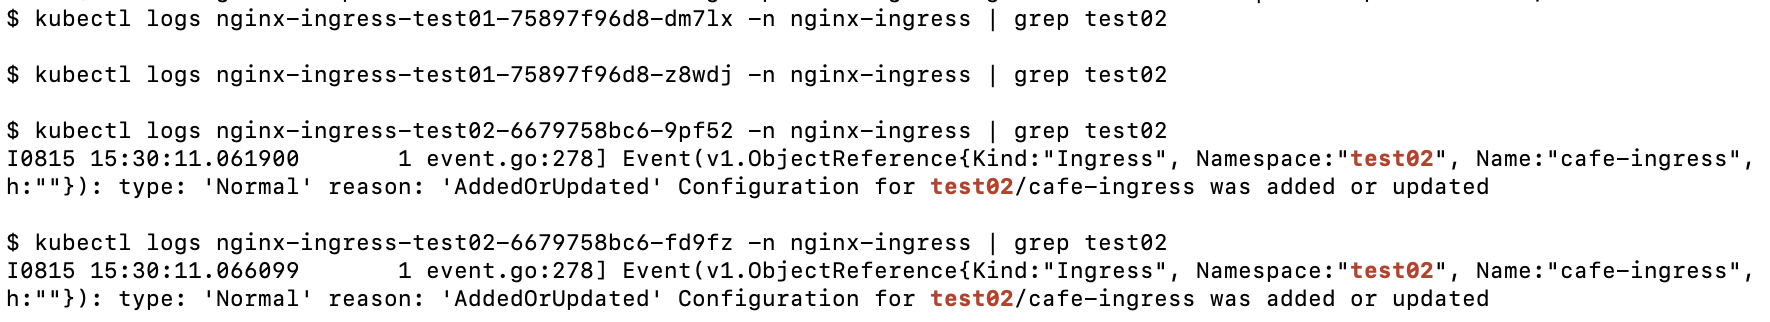 $ kubectl logs nginx-ingress-test01-75897f96d8-dm7lx -n nginx-ingress | grep test02
$ kubectl logs nginx-ingress-test01-75897f96d8-z8wdj -n nginx-ingress | grep test02
$ kubectl logs nginx-ingress-test02-6679758bc6-9pf52 -n nginx-ingress | grep test02
I0815 15:30:11.061900       1 event.go:278] Event(v1.ObjectReference{Kind:"Ingress", Namespace:"test02", Name:"cafe-ingress",
h:""}): type: 'Normal' reason: 'AddedOrUpdated' Configuration for test02/cafe-ingress was added or updated
$ kubectl logs nginx-ingress-test02-6679758bc6-fd9fz -n nginx-ingress | grep test02
I0815 15:30:11.066099       1 event.go:278] Event(v1.ObjectReference{Kind:"Ingress", Namespace:"test02", Name:"cafe-ingress",
h:""}): type: 'Normal' reason: 'AddedOrUpdated' Configuration for test02/cafe-ingress was added or updated